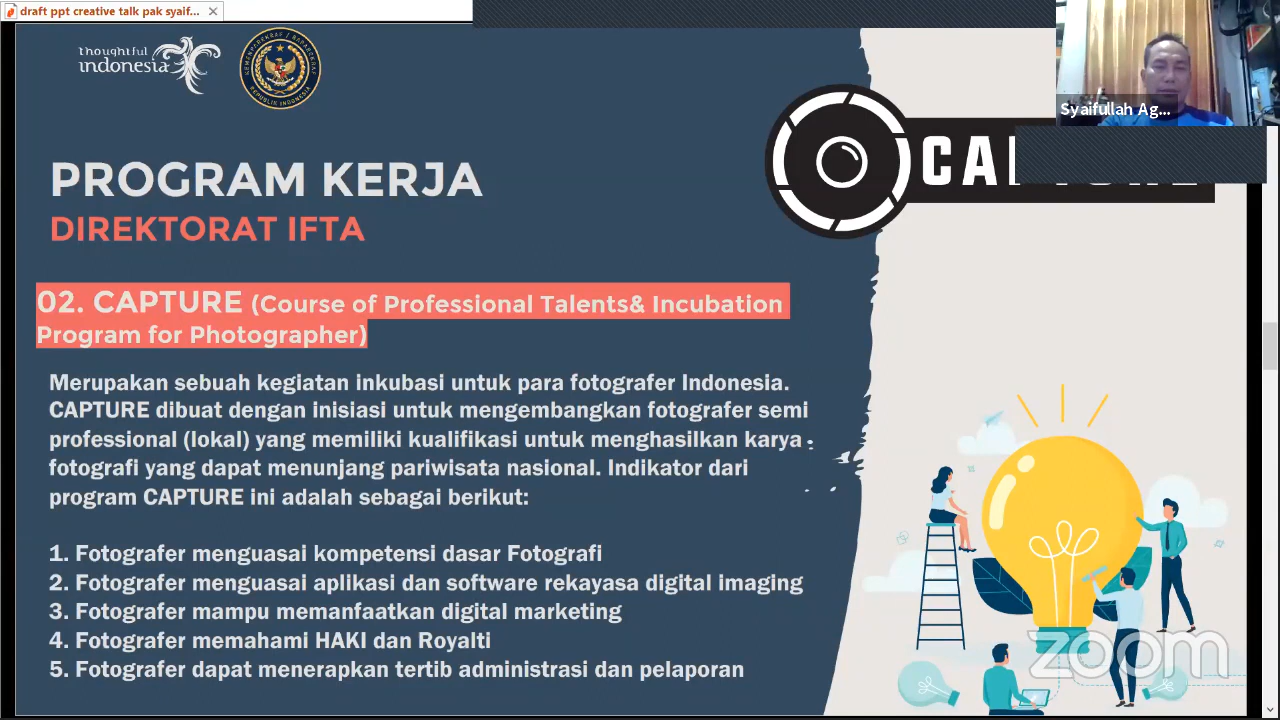 draft ppt creative talk pak syaif...
Thoughtful
indonesia
KEMENPAREKRAF / BAPAREKRAF
REPUBLIK INDONESIA
Syaifullah Ag...
PROGRAM KERJA
DIREKTORAT IFTA
02. CAPTURE (Course of Professional Talents& Incubation
Program for Photographer)
Merupakan sebuah kegiatan inkubasi untuk para fotografer Indonesia.
CAPTURE dibuat dengan inisiasi untuk mengembangkan fotografer semi
professional (lokal) yang memiliki kualifikasi untuk menghasilkan karya
fotografi yang dapat menunjang pariwisata nasional. Indikator dari
program CAPTURE ini adalah sebagai berikut:
1. Fotografer menguasai kompetensi dasar Fotografi
2. Fotografer menguasai aplikasi dan software rekayasa digital imaging
3. Fotografer mampu memanfaatkan digital marketing
4. Fotografer memahami HAKI dan Royalti
5. Fotografer dapat menerapkan tertib administrasi dan pelaporan
zoom